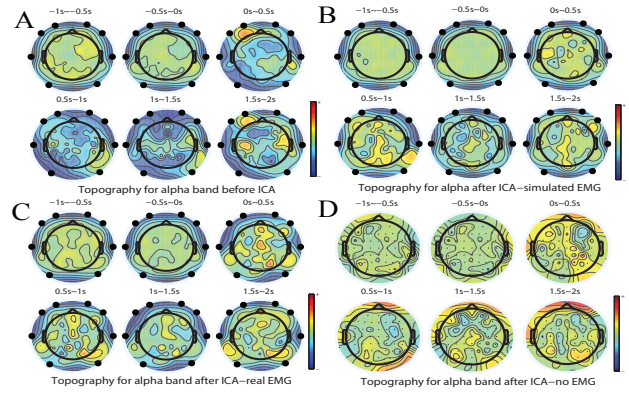 A
−1s~−0.5s
−0.5s~0s
0s~0.5s
0.5s~1s
1s~1.5s
1.5s~2s
+
−
Topography for alpha band before ICA
B
−1s~−0.5s
−0.5s~0s
0s~0.5s
0.5s~1s
1s~1.5s
1.5s~2s
+
−
Topography for alpha after ICA−simulated EMG
C
−1s~−0.5s
−0.5s~0s
0s~0.5s
0.5s~1s
1s~1.5s
1.5s~2s
+
−
Topography for alpha band after ICA−real EMG
D
−1s~−0.5s
−0.5s~0s
0s~0.5s
0.5s~1s
1s~1.5s
1.5s~2s
+
−
Topography for alpha band after ICA−no EMG